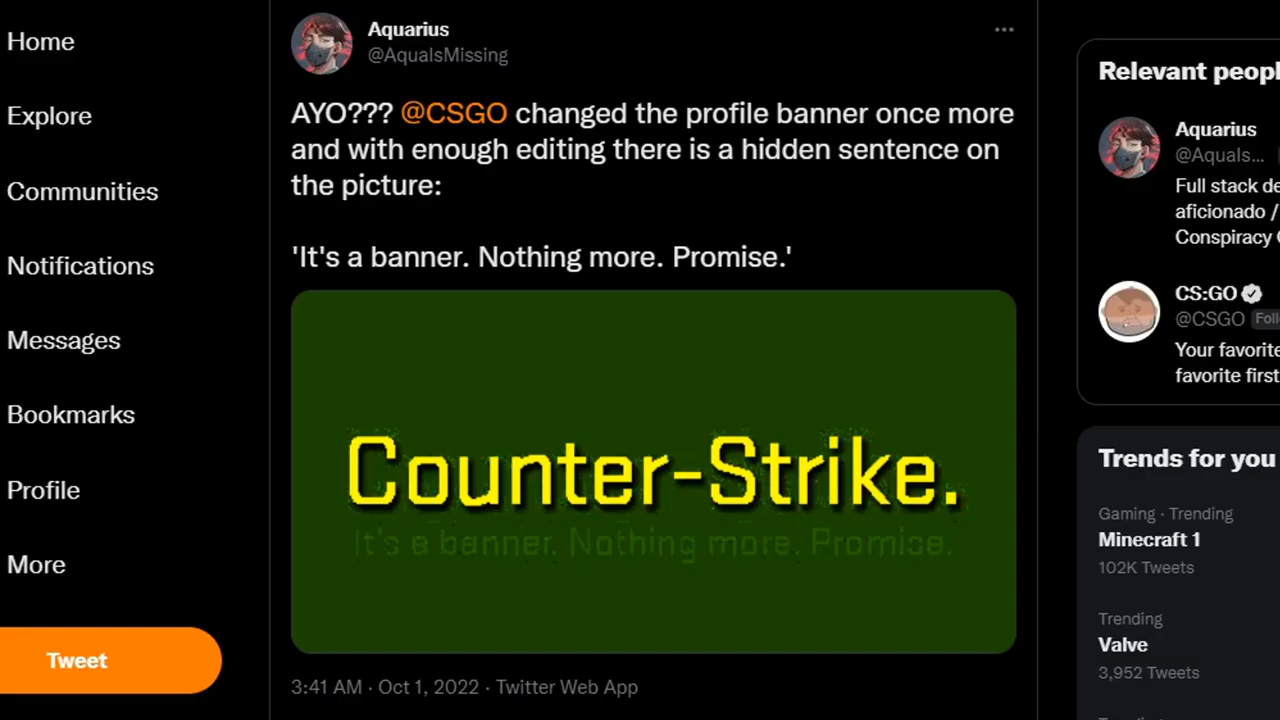 Home
Explore
Communities
Notifications
Messages
Bookmarks
Profile
More
Tweet
Aquarius
@AqualsMissing
AYO??? @CSGO changed the profile banner once more
and with enough editing there is a hidden sentence on
the picture:
'It's a banner. Nothing more. Promise.'
Counter-Strike.
It's a banner. Nothing more. Promise.
3:41 AM · Oct 1, 2022 · Twitter Web App
Relevant
Aquarius
@Aquals...
Full stack
aficionado /
Conspiracy
CS:GO
@CSGO
Your favorite
favorite first
Trends for you
Gaming · Trending
Minecraft 1
102K Tweets
Trending
Valve
3,952 Tweets